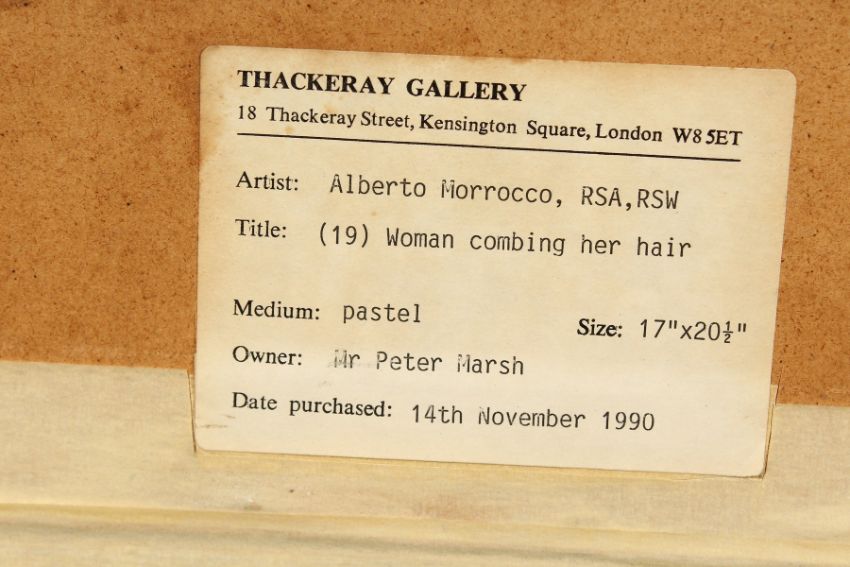 THACKERAY GALLERY
18 Thackeray Street, Kensington Square, London W8 5ET
Artist: Alberto Morrocco, RSA,RSW
Title: (19) Woman combing her hair
Medium: pastel Size: 17"x20½"
Owner: Mr Peter Marsh
Date purchased: 14th November 1990